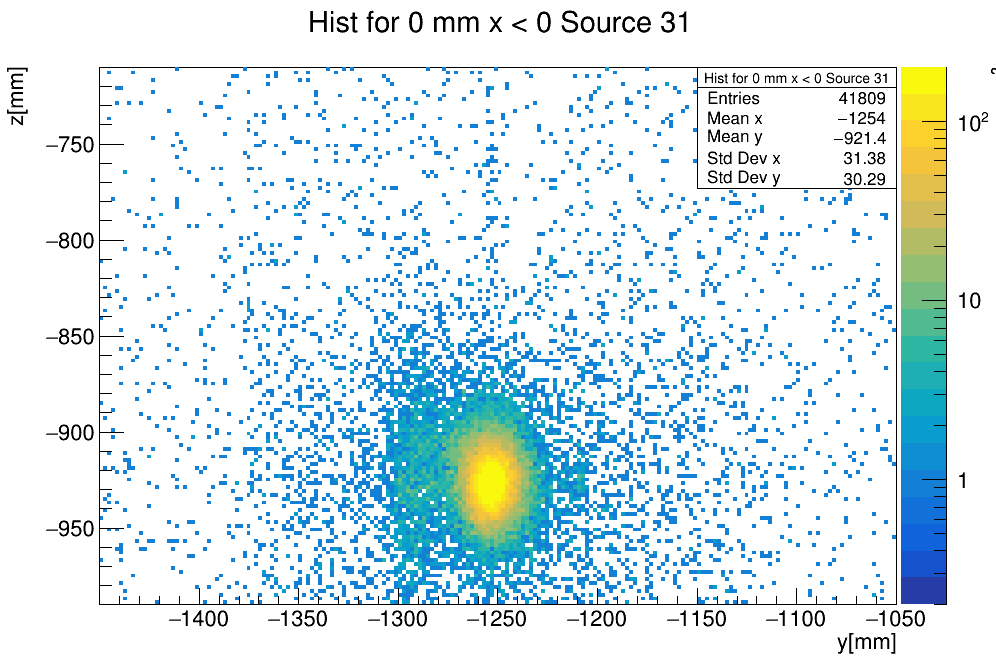 Hist for 0 mm x < 0 Source 31
z[mm]
Hist for 0 mm x < 0 Source 31
Entries 41809
Mean x −1254
Mean y −921.4
Std Dev x 31.38
Std Dev y 30.29
−750
−800
−850
−900
−950
10²
10
1
−1400 −1350 −1300 −1250 −1200 −1150 −1100 −1050
y[mm]